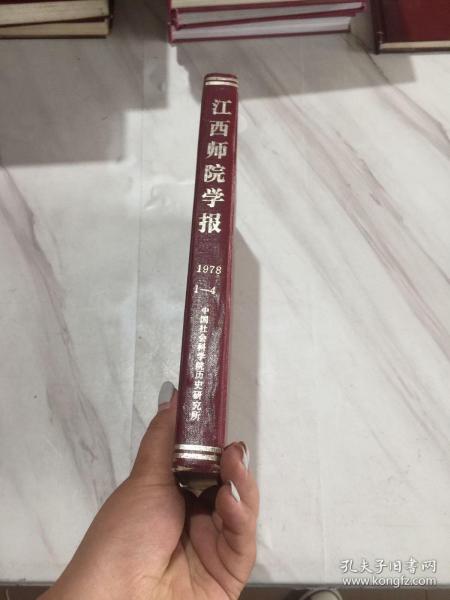 江西师院学报
1978
1—4
中国社会科学院历史研究所
孔夫子旧书网
www.kongfz.com